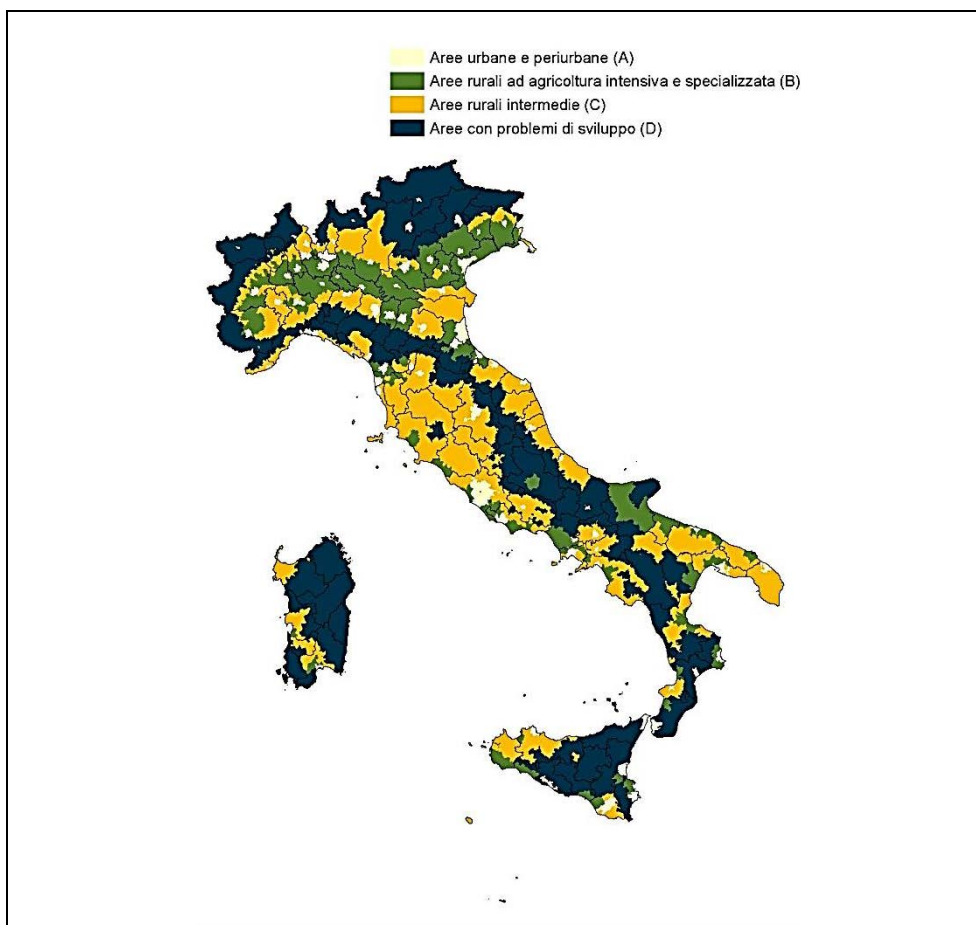 Aree urbane e periurbane (A)
Aree rurali ad agricoltura intensiva e specializzata (B)
Aree rurali intermedie (C)
Aree con problemi di sviluppo (D)